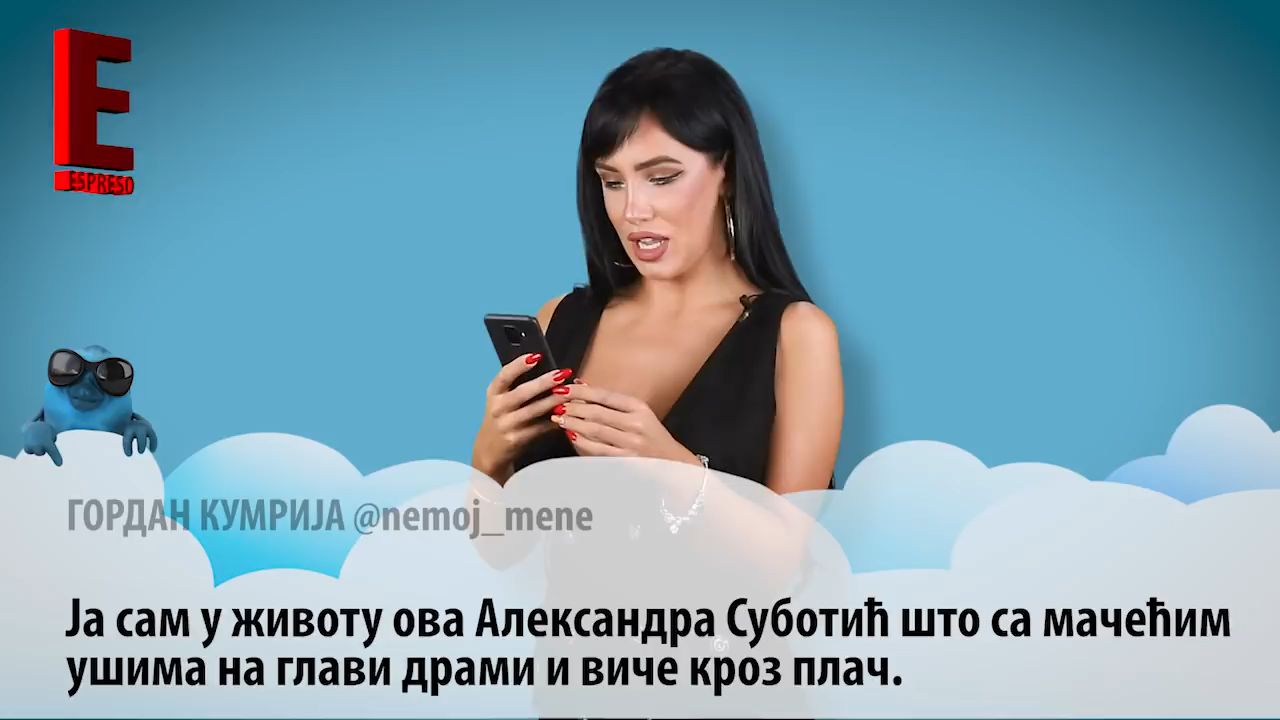 E
ESPRESO
ГОРДАН КУМРИЈА @nemoj_mene
Ја сам у животу ова Александра Суботић што са мачећим
ушима на глави драми и виче кроз плач.